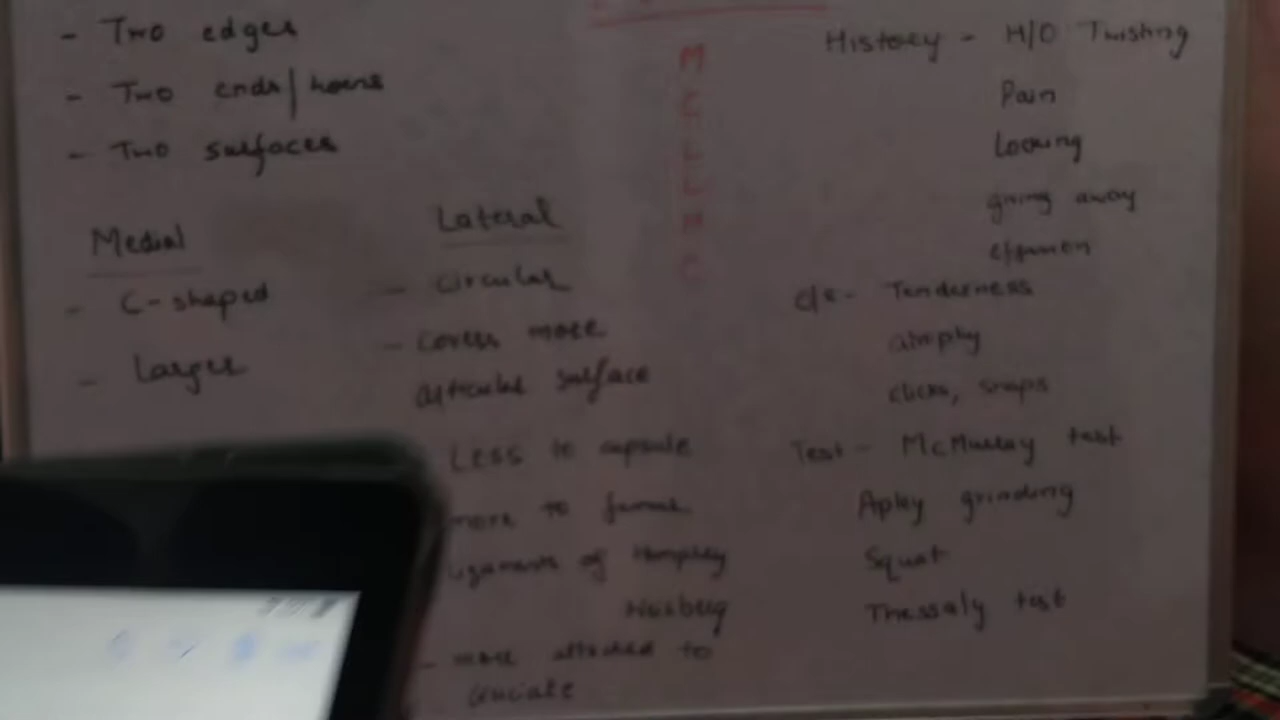 - Two edges
- Two ends/horns
- Two surfaces
Medial
- C-shaped
- Larger
Lateral
- circular
- covers more
articular surface
Less to capsule
more to femur
ligaments of Humphrey
- more attached to
cruciate
M
C
L
L
M
C
History - H/O Twisting
Pain
Locking
giving away
effusion
O/E - Tenderness
atrophy
clicks, snaps
Test - McMurray test
Apley grinding
Squat
Thessaly test